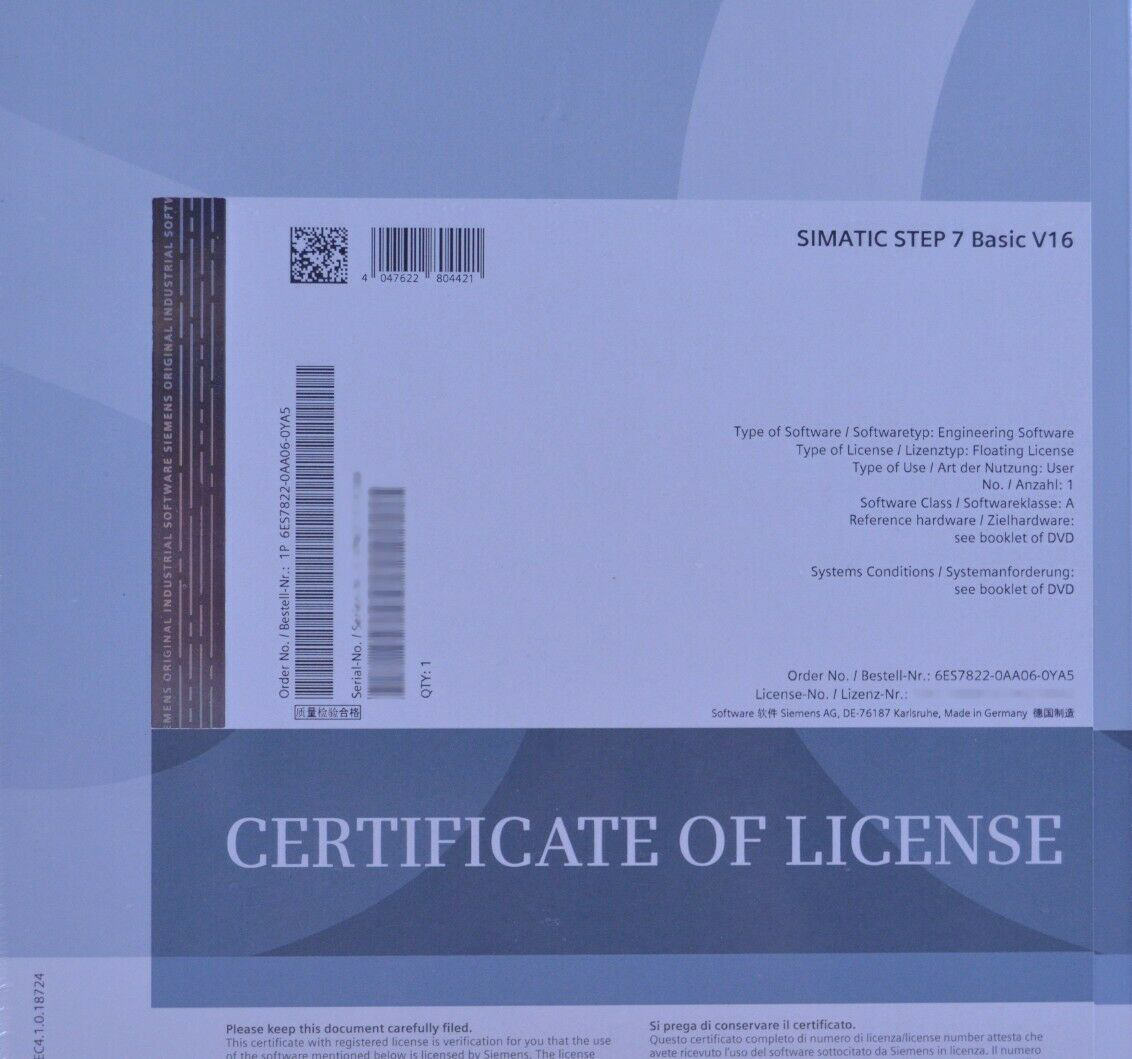 SIEMENS ORIGINAL INDUSTRIAL SOFTWARE SIEMENS ORIGINAL INDUSTRIAL
4 047622 804421
SIMATIC STEP 7 Basic V16
Order No. / Bestell-Nr.: 1P 6ES7822-0AA06-0YA5
Serial-No. /
QTY: 1
质量检验合格
Type of Software / Softwaretyp: Engineering Software
Type of License / Lizenztyp: Floating License
Type of Use / Art der Nutzung: User
No. / Anzahl: 1
Software Class / Softwareklasse: A
Reference hardware / Zielhardware:
see booklet of DVD
Systems Conditions / Systemanforderung:
see booklet of DVD
Order No. / Bestell-Nr.: 6ES7822-0AA06-0YA5
License-No. / Lizenz-Nr.:
Software 软件 Siemens AG, DE-76187 Karlsruhe, Made in Germany 德国制造
CERTIFICATE OF LICENSE
EC4.1.0.18724
Please keep this document carefully filed.
This certificate with registered license is verification for you that the use
of the software mentioned below is licensed by Siemens. The license
Si prega di conservare il certificato.
Questo certificato completo di numero di licenza/license number attesta che
avete ricevuto l'uso del software sottocitato da Siemens in licenza. Il numero